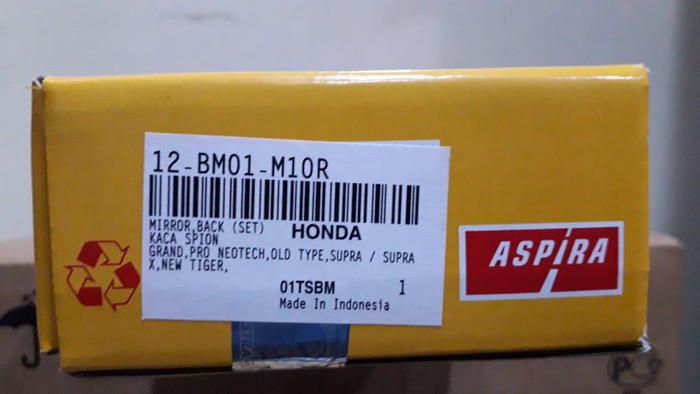 12-BM01-M10R
MIRROR,BACK (SET) HONDA
KACA SPION
GRAND,PRO NEOTECH,OLD TYPE,SUPRA / SUPRA
X,NEW TIGER,
01TSBM 1
Made In Indonesia
ASPIRA